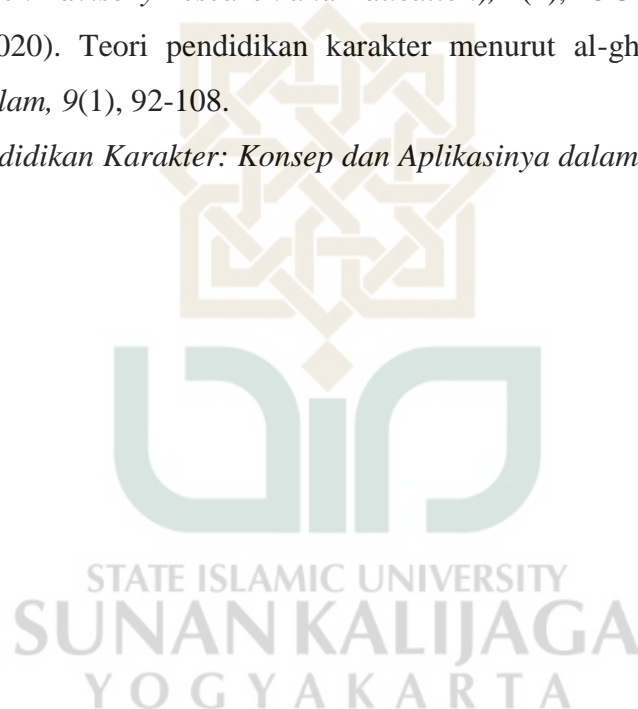 020). Teori pendidikan karakter menurut al-gh
lam, 9(1), 92-108.
didikan Karakter: Konsep dan Aplikasinya dalam
STATE ISLAMIC UNIVERSITY
SUNAN KALIJAGA
YOGYAKARTA